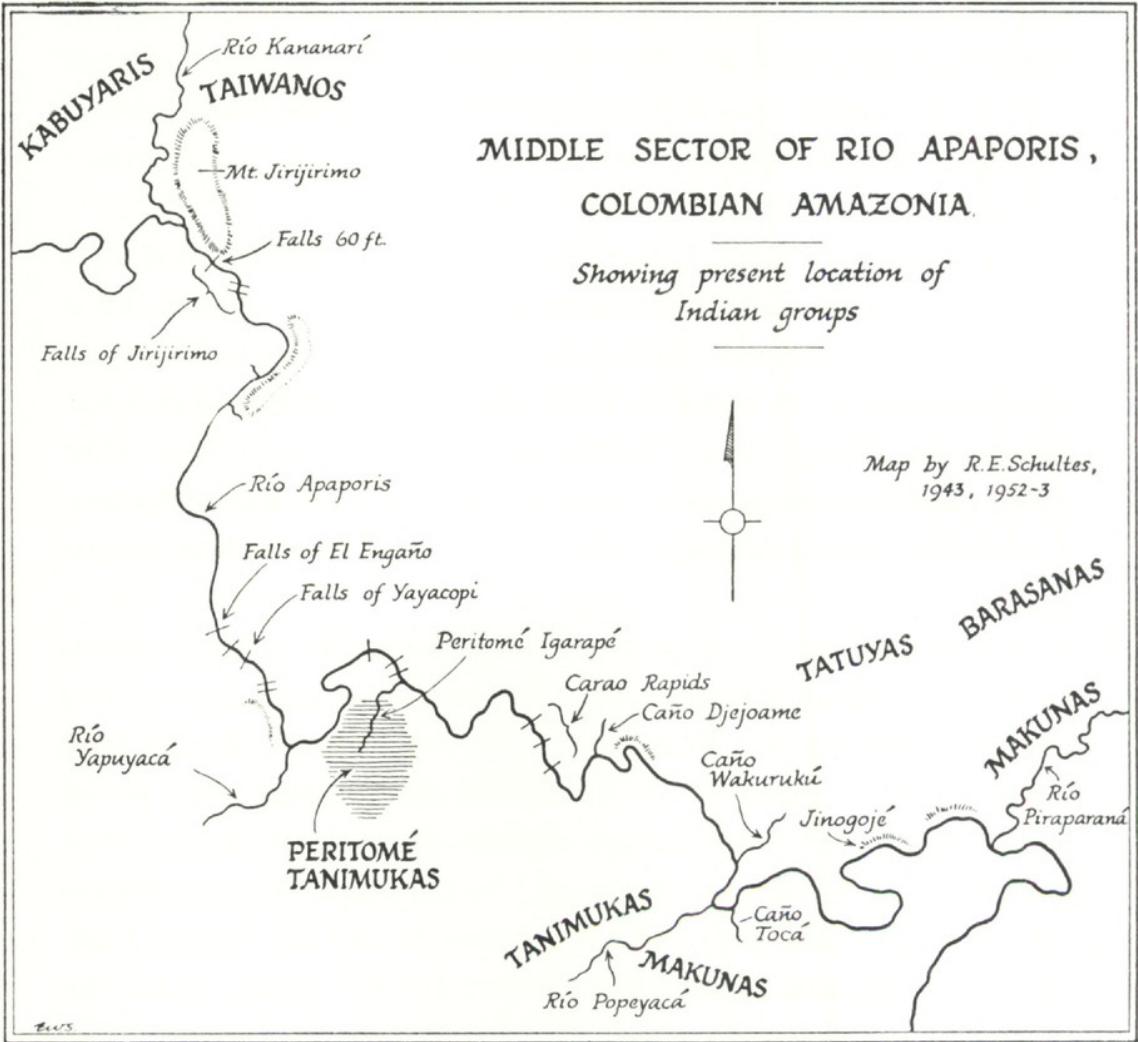 Río Kananarí
KABUYARIS
TAIWANOS
MIDDLE SECTOR OF RIO APAPORIS,
COLOMBIAN AMAZONIA.
Mt. Jirijirimo
Falls 60 ft.
Showing present location of
Indian groups
Falls of Jirijirimo
Map by R.E.Schultes,
1943, 1952-3
Río Apaporis
Falls of El Engaño
Falls of Yayacopi
Peritomé Igarapé
TATUYAS
BARASANAS
Carao Rapids
Caño Djejoame
MAKUNAS
Río
Yapuyacá
Caño
Wakurukú
Jinogojé
Río
Piraparaná
PERITOMÉ
TANIMUKAS
TANIMUKAS
Caño
Tocá
MAKUNAS
Río Popeyacá